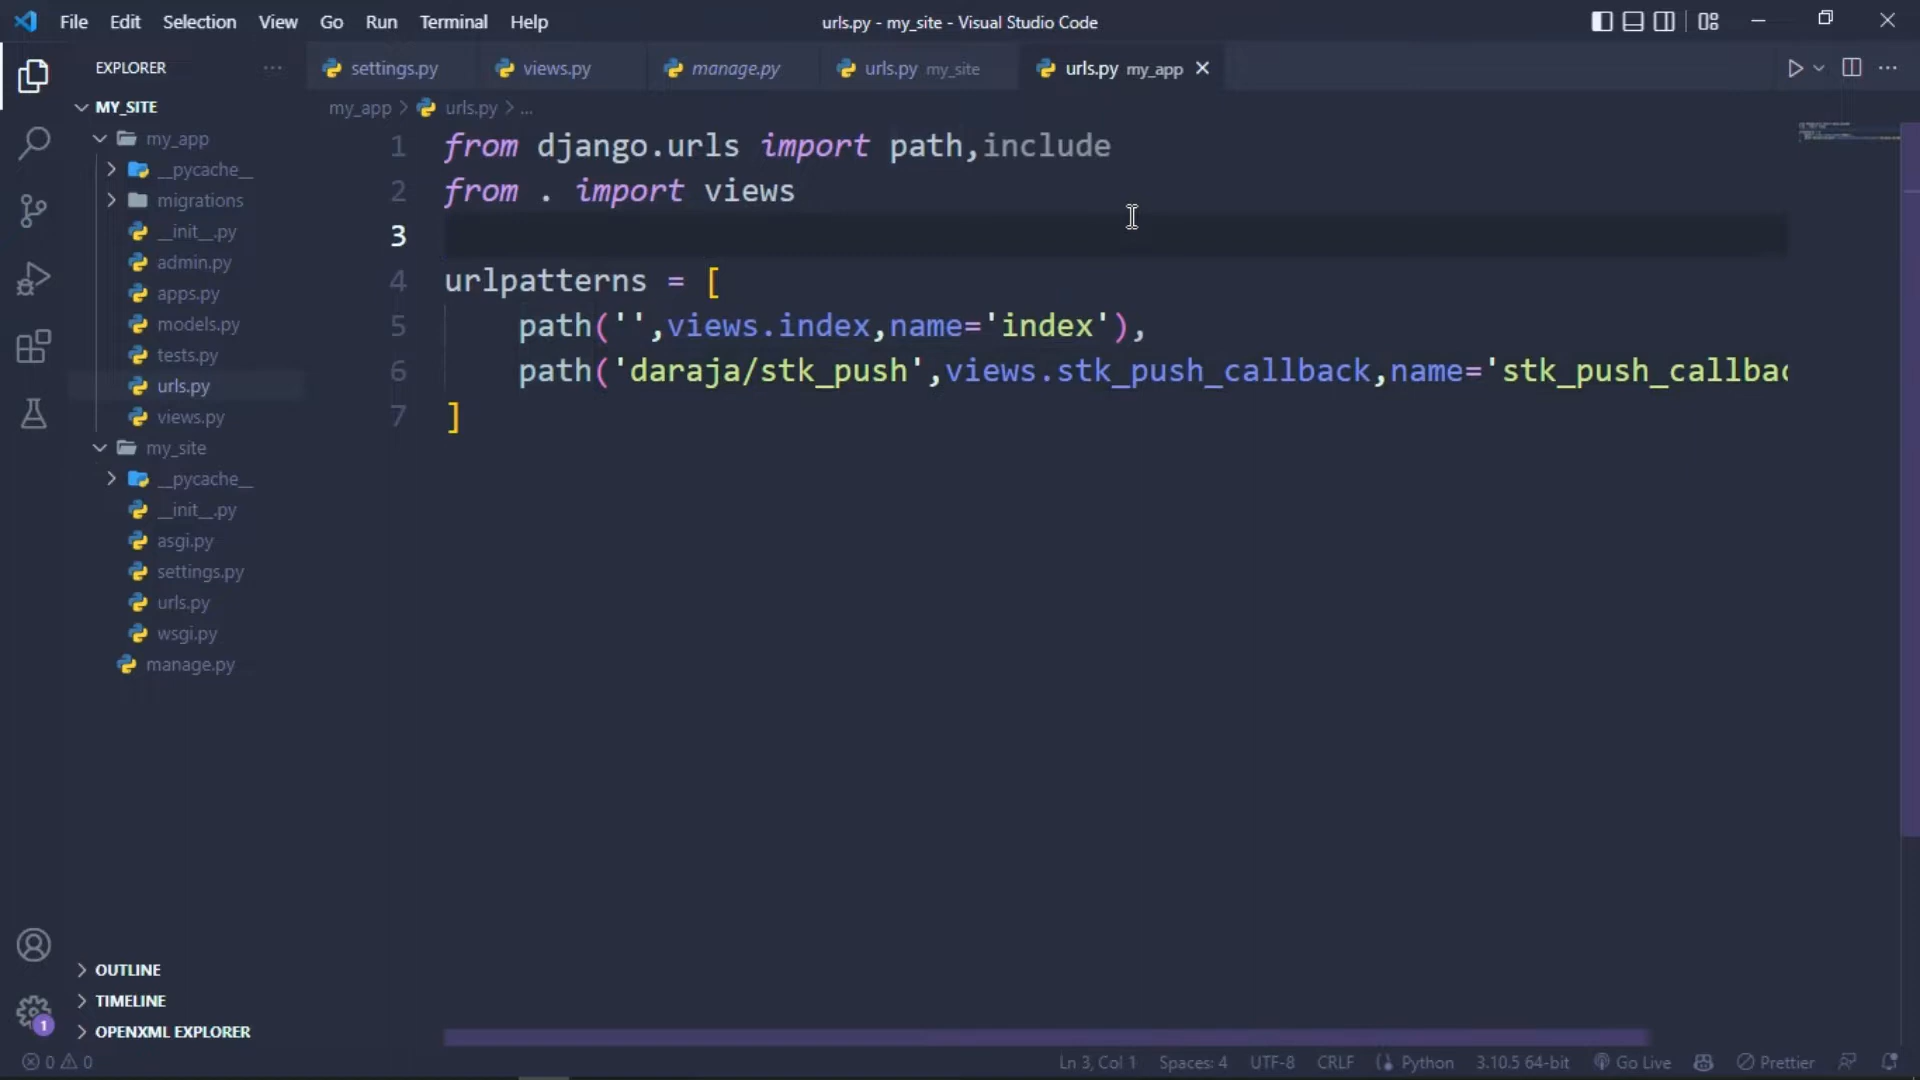 File Edit Selection View Go Run Terminal Help
urls.py - my_site - Visual Studio Code
EXPLORER
settings.py
views.py
manage.py
urls.py my_site
urls.py my_app
MY_SITE
my_app
__pycache__
migrations
__init__.py
admin.py
apps.py
models.py
tests.py
urls.py
views.py
my_site
__pycache__
__init__.py
asgi.py
settings.py
urls.py
wsgi.py
manage.py
OUTLINE
TIMELINE
OPENXML EXPLORER
my_app > urls.py > ...
1 from django.urls import path,include
2 from . import views
3
4 urlpatterns = [
5 path('',views.index,name='index'),
6 path('daraja/stk_push',views.stk_push_callback,name='stk_push_callbac
7 ]
1
0 0
Ln 3, Col 1 Spaces: 4 UTF-8 CRLF Python 3.10.5 64-bit Go Live Prettier